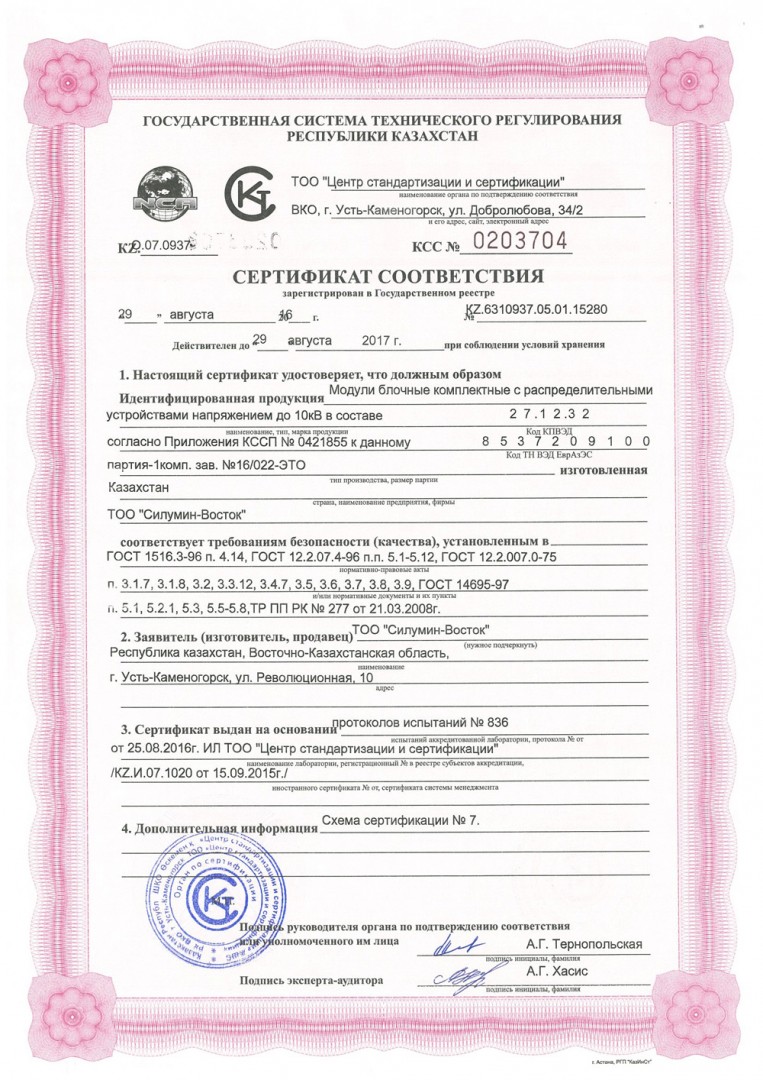 ГОСУДАРСТВЕННАЯ СИСТЕМА ТЕХНИЧЕСКОГО РЕГУЛИРОВАНИЯ
РЕСПУБЛИКИ КАЗАХСТАН
NCA
ТОО "Центр стандартизации и сертификации"
наименование органа по подтверждению соответствия
ВКО, г. Усть-Каменогорск, ул. Добролюбова, 34/2
и его адрес, сайт, электронный адрес
KZ.О.07.0937
КСС № 0203704
СЕРТИФИКАТ СООТВЕТСТВИЯ
зарегистрирован в Государственном реестре
29 " августа 16 г. № KZ.6310937.05.01.15280
Действителен до "29 августа 2017 г. при соблюдении условий хранения
1. Настоящий сертификат удостоверяет, что должным образом
Идентифицированная продукция Модули блочные комплектные с распределительными
устройствами напряжением до 10кВ в составе 27.12.32
наименование, тип, марка продукции Код КПВЭД
согласно Приложения КССП № 0421855 к данному 8537209100
Код ТН ВЭД ЕврАзЭС
партия-1комп. зав. №16/022-ЭТО изготовленная
тип производства, размер партии
Казахстан
страна, наименование предприятия, фирмы
ТОО "Силумин-Восток"
соответствует требованиям безопасности (качества), установленным в
ГОСТ 1516.3-96 п. 4.14, ГОСТ 12.2.07.4-96 п.п. 5.1-5.12, ГОСТ 12.2.007.0-75
нормативно-правовые акты
п. 3.1.7, 3.1.8, 3.2, 3.3.12, 3.4.7, 3.5, 3.6, 3.7, 3.8, 3.9, ГОСТ 14695-97
и/или нормативные документы и их пункты
п. 5.1, 5.2.1, 5.3, 5.5-5.8,ТР ПП РК № 277 от 21.03.2008г.
2. Заявитель (изготовитель, продавец) ТОО "Силумин-Восток"
(нужное подчеркнуть)
Республика казахстан, Восточно-Казахстанская область,
наименование
г. Усть-Каменогорск, ул. Революционная, 10
адрес
3. Сертификат выдан на основании протоколов испытаний № 836
испытаний аккредитованной лаборатории, протокола № от
от 25.08.2016г. ИЛ ТОО "Центр стандартизации и сертификации"
наименование лаборатории, регистрационный № в реестре субъектов аккредитации,
/KZ.И.07.1020 от 15.09.2015г./
иностранного сертификата № от, сертификата системы менеджмента
4. Дополнительная информация Схема сертификации № 7.
Орган по сертификации
М.П.
Подпись руководителя органа по подтверждению соответствия
или уполномоченного им лица А.Г. Тернопольская
подпись инициалы, фамилия
А.Г. Хасис
Подпись эксперта-аудитора
подпись инициалы, фамилия
г. Астана, РГП "КазИнСт"